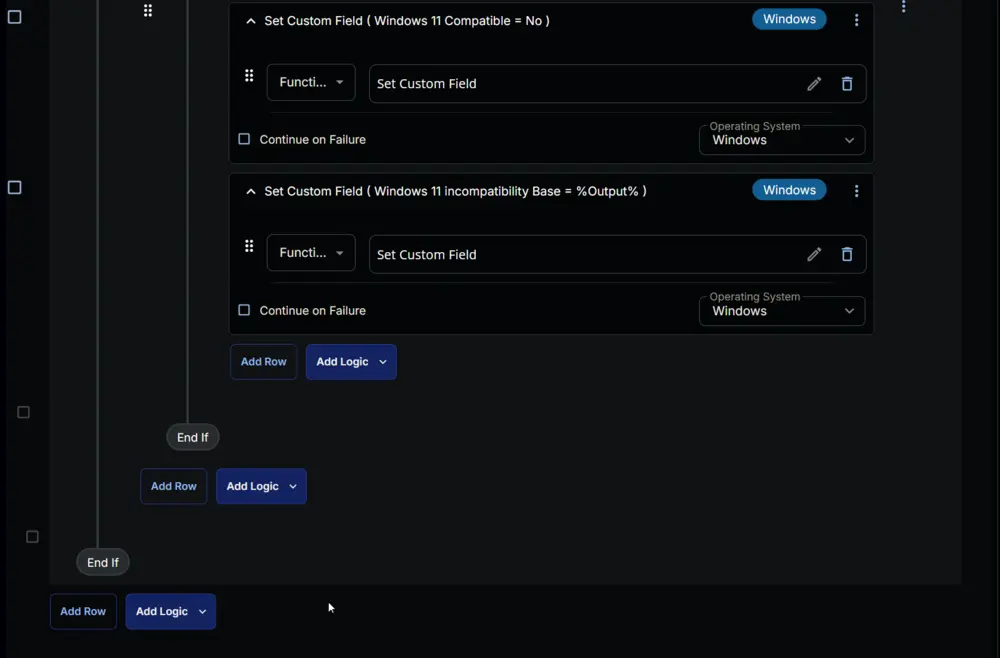 Set Custom Field ( Windows 11 Compatible = No )
Windows
Functi...
Set Custom Field
Continue on Failure
Operating System
Windows
Set Custom Field ( Windows 11 incompatibility Base = %Output% )
Windows
Functi...
Set Custom Field
Continue on Failure
Operating System
Windows
Add Row
Add Logic
End If
Add Row
Add Logic
End If
Add Row
Add Logic